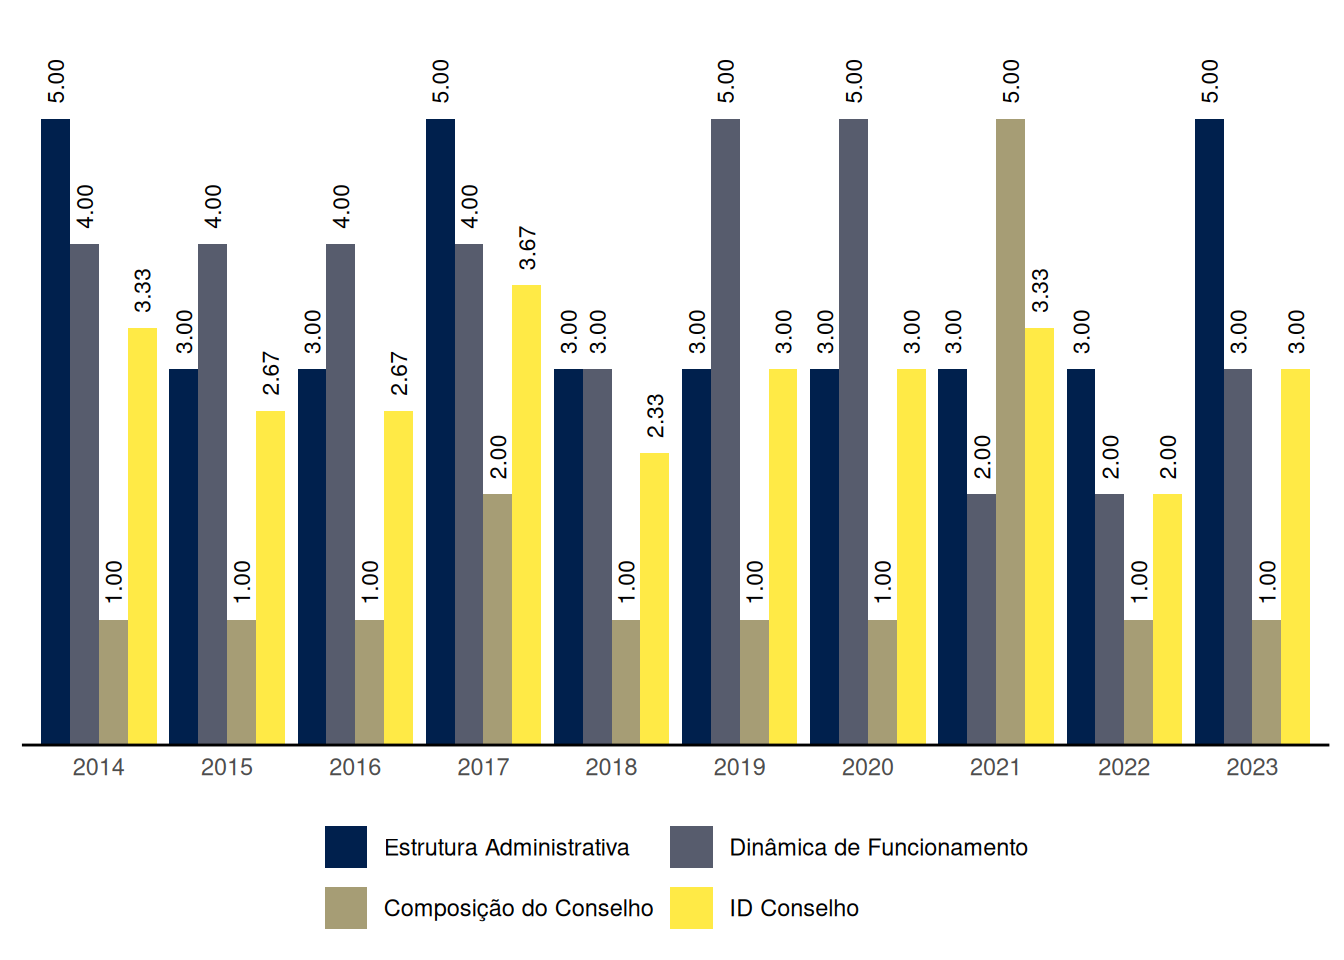 5.00 4.00 1.00 3.33 3.00 4.00 1.00 2.67 3.00 4.00 1.00 2.67 5.00 4.00 2.00 3.67 3.00 3.00 1.00 2.33 3.00 5.00 1.00 3.00 3.00 5.00 1.00 3.00 3.00 2.00 5.00 3.33 3.00 2.00 1.00 2.00 5.00 3.00 1.00 3.00
2014 2015 2016 2017 2018 2019 2020 2021 2022 2023
Estrutura Administrativa Dinâmica de Funcionamento
Composição do Conselho ID Conselho